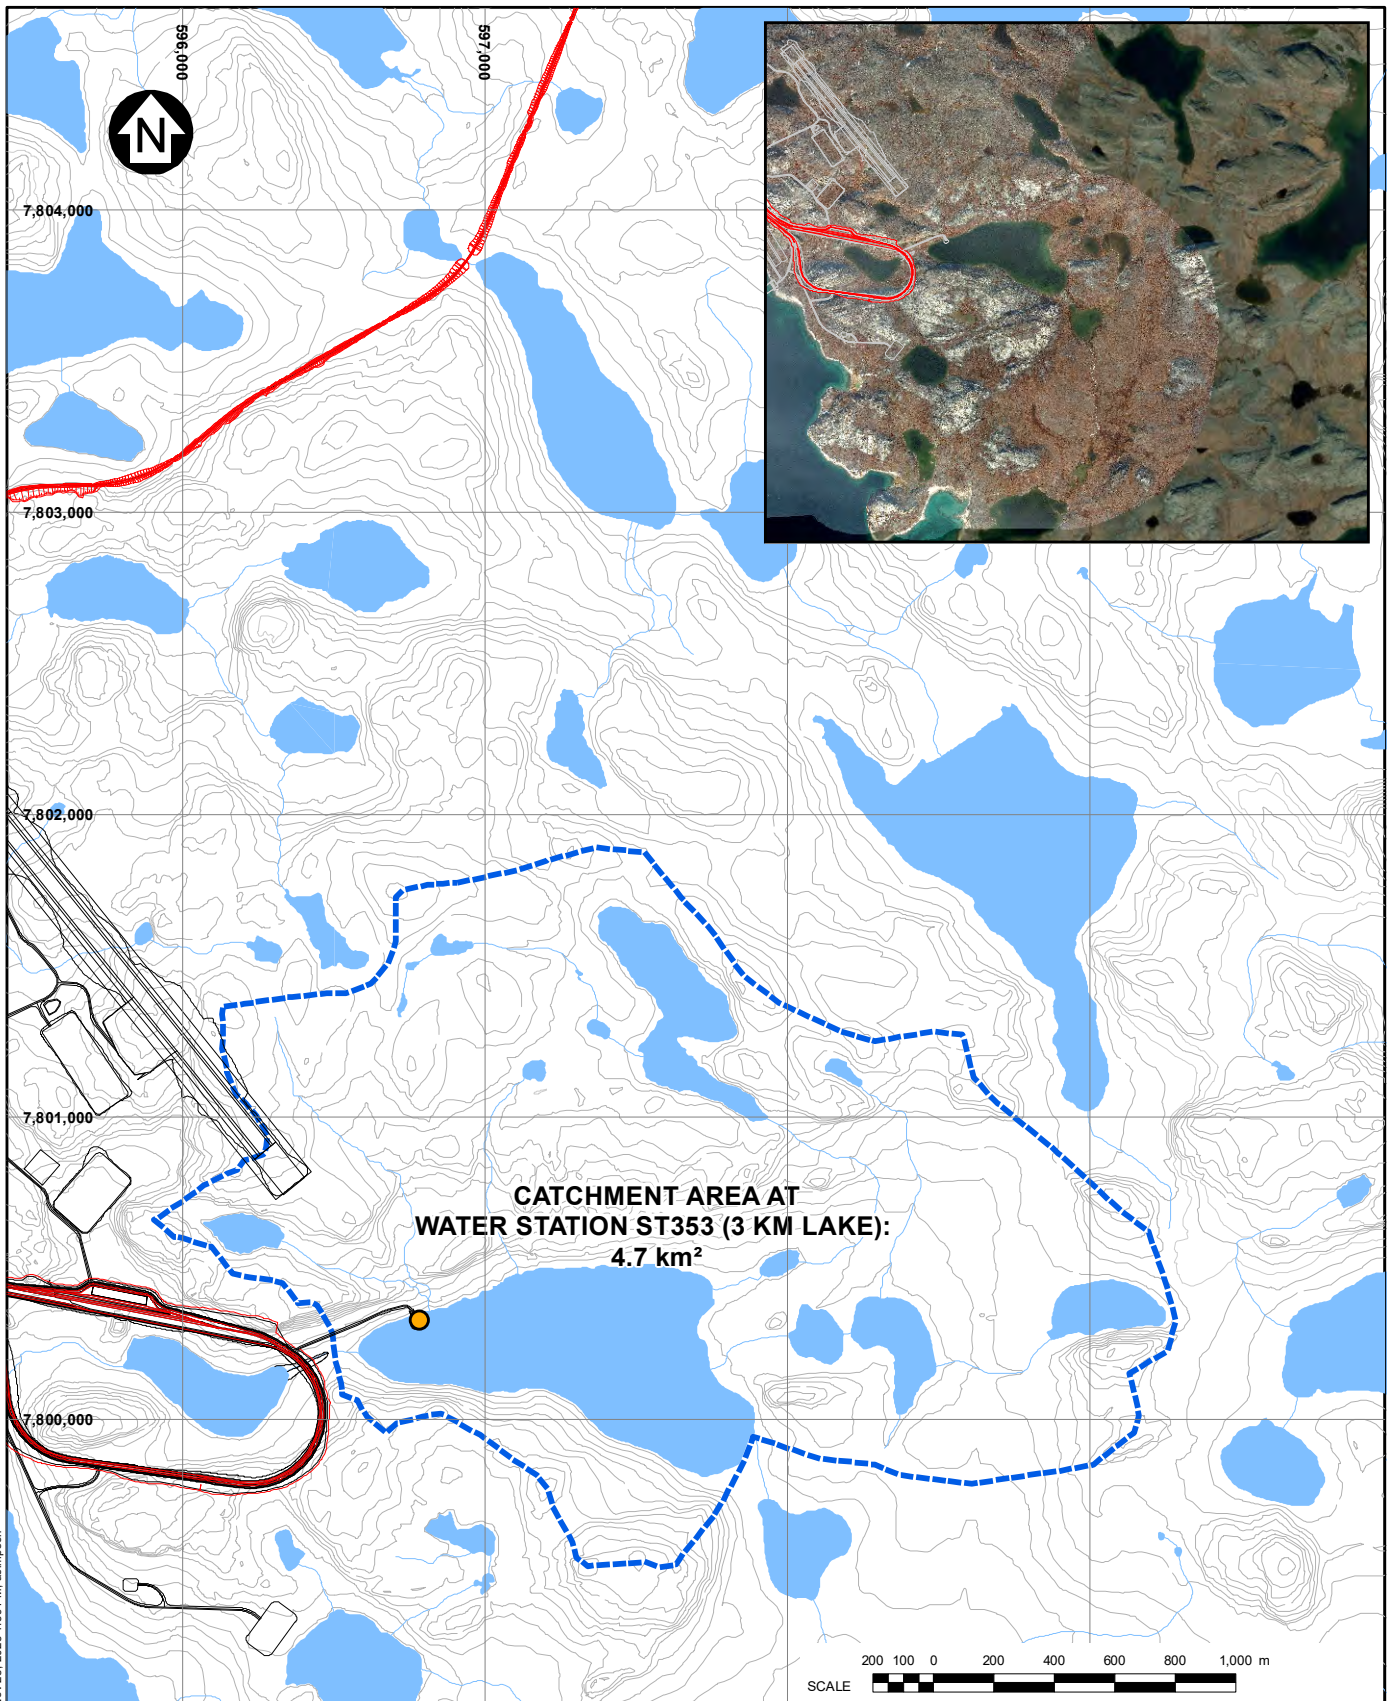 596,000
597,000
N
7,804,000
7,803,000
7,802,000
7,801,000
CATCHMENT AREA AT
WATER STATION ST353 (3 KM LAKE):
4.7 km²
7,800,000
200 100 0 200 400 600 800 1,000 m
SCALE